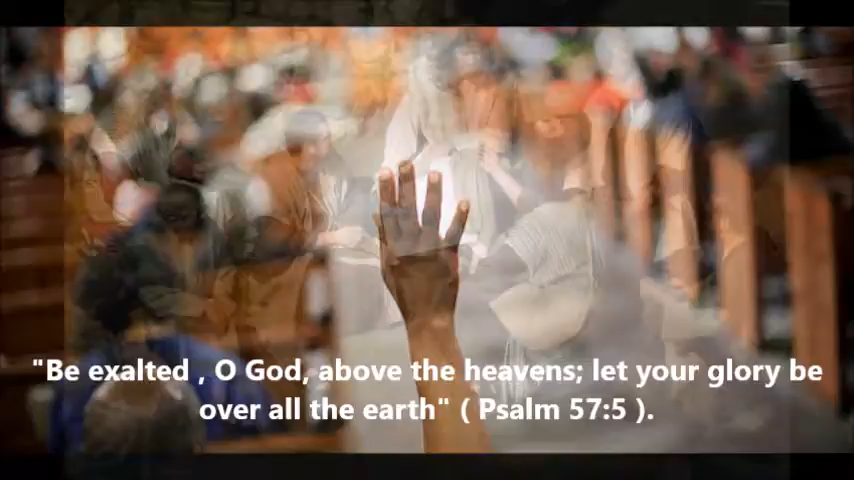 "Be exalted , O God, above the heavens; let your glory be
over all the earth" ( Psalm 57:5 ).